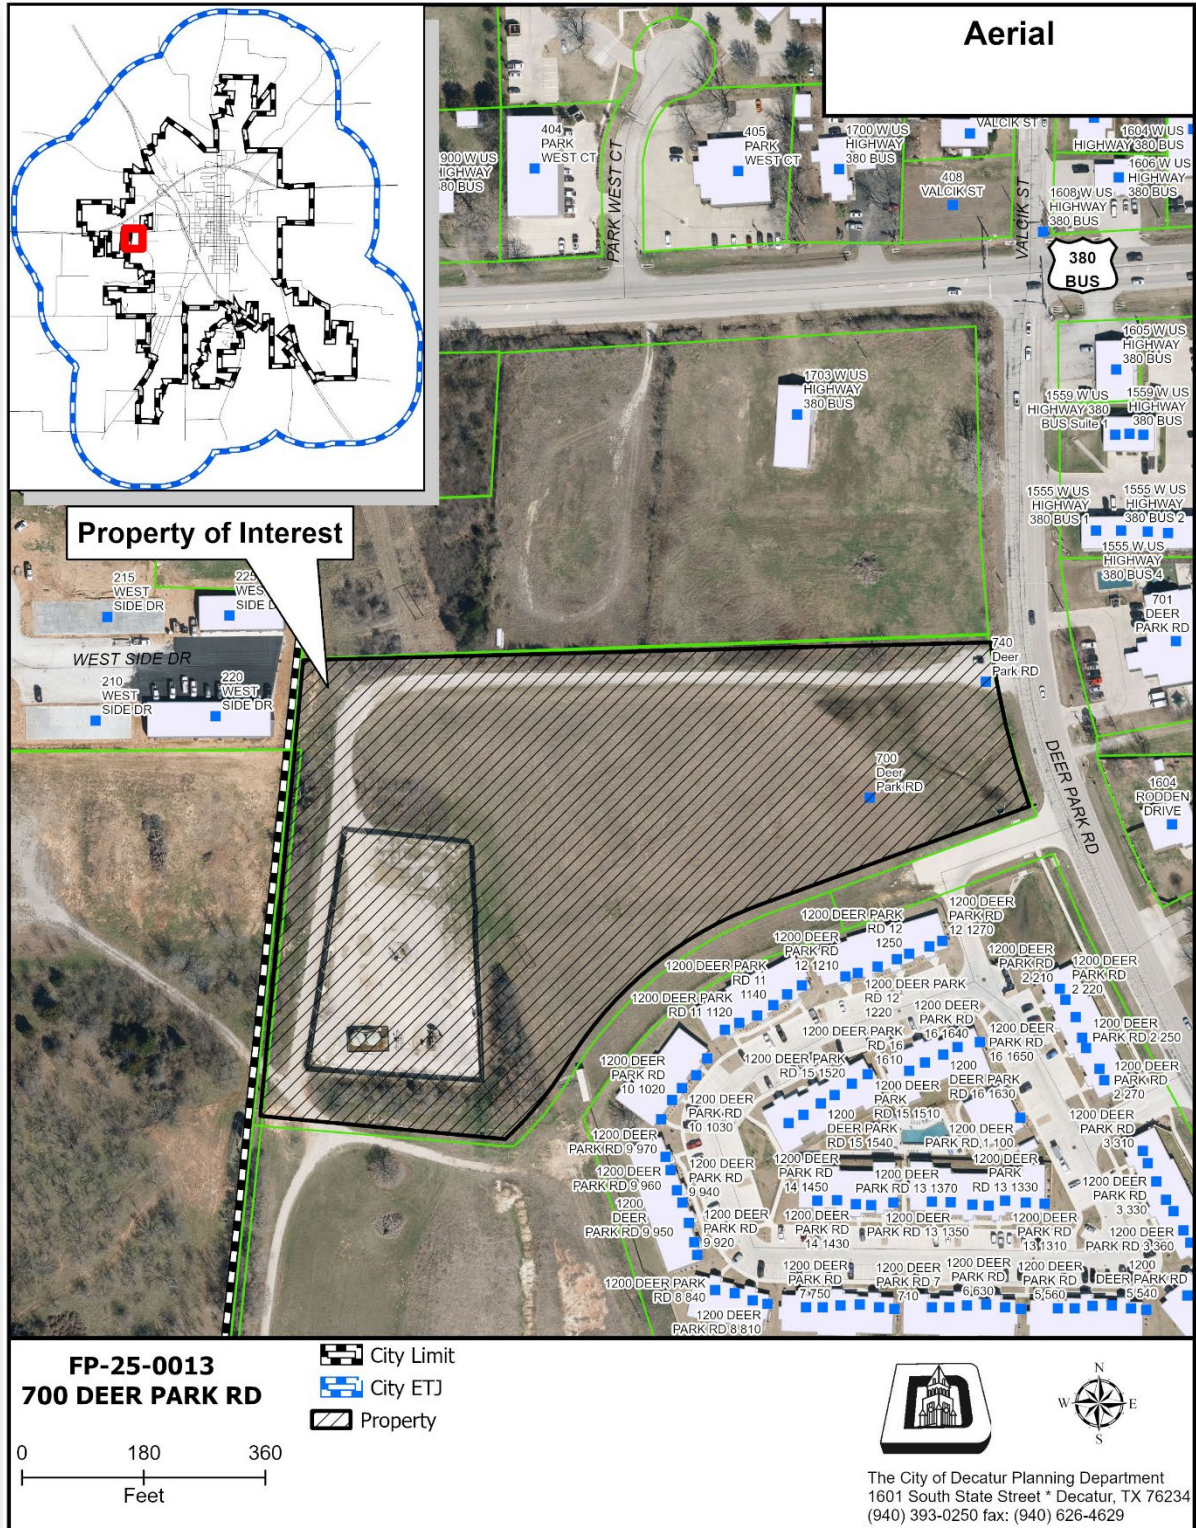 Aerial
404
PARK
WEST CT
405
PARK
WEST CT
1700 W US
HIGHWAY
380 BUS
VALCIK ST
1604 W US
HIGHWAY 380 BUS
1606 W US
HIGHWAY
380 BUS
900 W US
HIGHWAY
380 BUS
408
VALCIK ST
1608 W US
HIGHWAY
380 BUS
PARK WEST CT
VALCIK ST
380
BUS
1605 W US
HIGHWAY
380 BUS
1703 W US
HIGHWAY
380 BUS
1559 W US
HIGHWAY 380
BUS Suite 1
1559 W US
HIGHWAY
380 BUS
1555 W US
HIGHWAY
380 BUS 1
1555 W US
HIGHWAY
380 BUS 2
1555 W US
HIGHWAY
380 BUS 4
Property of Interest
215
WEST
SIDE DR
225
WEST
SIDE D
701
DEER
PARK RD
WEST SIDE DR
740
Deer
Park RD
210
WEST
SIDE DR
220
WEST
SIDE DR
700
Deer
Park RD
DEER PARK RD
1604
RODDEN
DRIVE
1200 DEER PARK
RD 12
1250
1200 DEER
PARK RD
12 1270
1200 DEER
PARK RD
12 1210
1200 DEER
PARK RD
2 210
1200 DEER
PARK RD
2 220
1200 DEER PARK
RD 11
1140
1200 DEER PARK
RD 12
1220
1200 DEER PARK
RD 11 1120
1200 DEER
PARK RD
16 1640
1200 DEER
PARK RD 2 250
1200 DEER PARK
RD 16
1610
1200 DEER
PARK RD
16 1650
1200 DEER
PARK RD
10 1020
1200 DEER PARK
RD 15 1520
1200
DEER PARK
RD 16 1630
1200 DEER
PARK RD
2 270
1200 DEER
PARK
RD 15 1510
1200 DEER
PARK RD
10 1030
1200
DEER PARK
RD 15 1540
1200 DEER
PARK RD 1 100
1200 DEER
PARK RD
3 310
1200 DEER
PARK RD 9 970
1200 DEER
PARK RD 9 960
1200 DEER
PARK RD
9 940
1200 DEER
PARK RD
14 1450
1200 DEER
PARK RD 13 1370
1200 DEER
PARK
RD 13 1330
1200 DEER
PARK RD
3 330
1200
DEER
PARK RD 9 950
1200 DEER
PARK RD
9 920
1200 DEER
PARK RD
14 1430
1200 DEER
PARK RD 13 1350
1200 DEER
PARK RD
13 1310
1200 DEER
PARK RD 3 360
1200 DEER PARK
RD 8 840
1200 DEER
PARK RD
7 750
1200 DEER
PARK RD 7
710
1200 DEER
PARK RD
6 630
1200 DEER
PARK RD
5 560
1200
DEER PARK RD
5 540
1200 DEER
PARK RD 8 810
FP-25-0013
700 DEER PARK RD
City Limit
City ETJ
Property
0 180 360
Feet
D
N
W E
S
The City of Decatur Planning Department
1601 South State Street * Decatur, TX 76234
(940) 393-0250 fax: (940) 626-4629